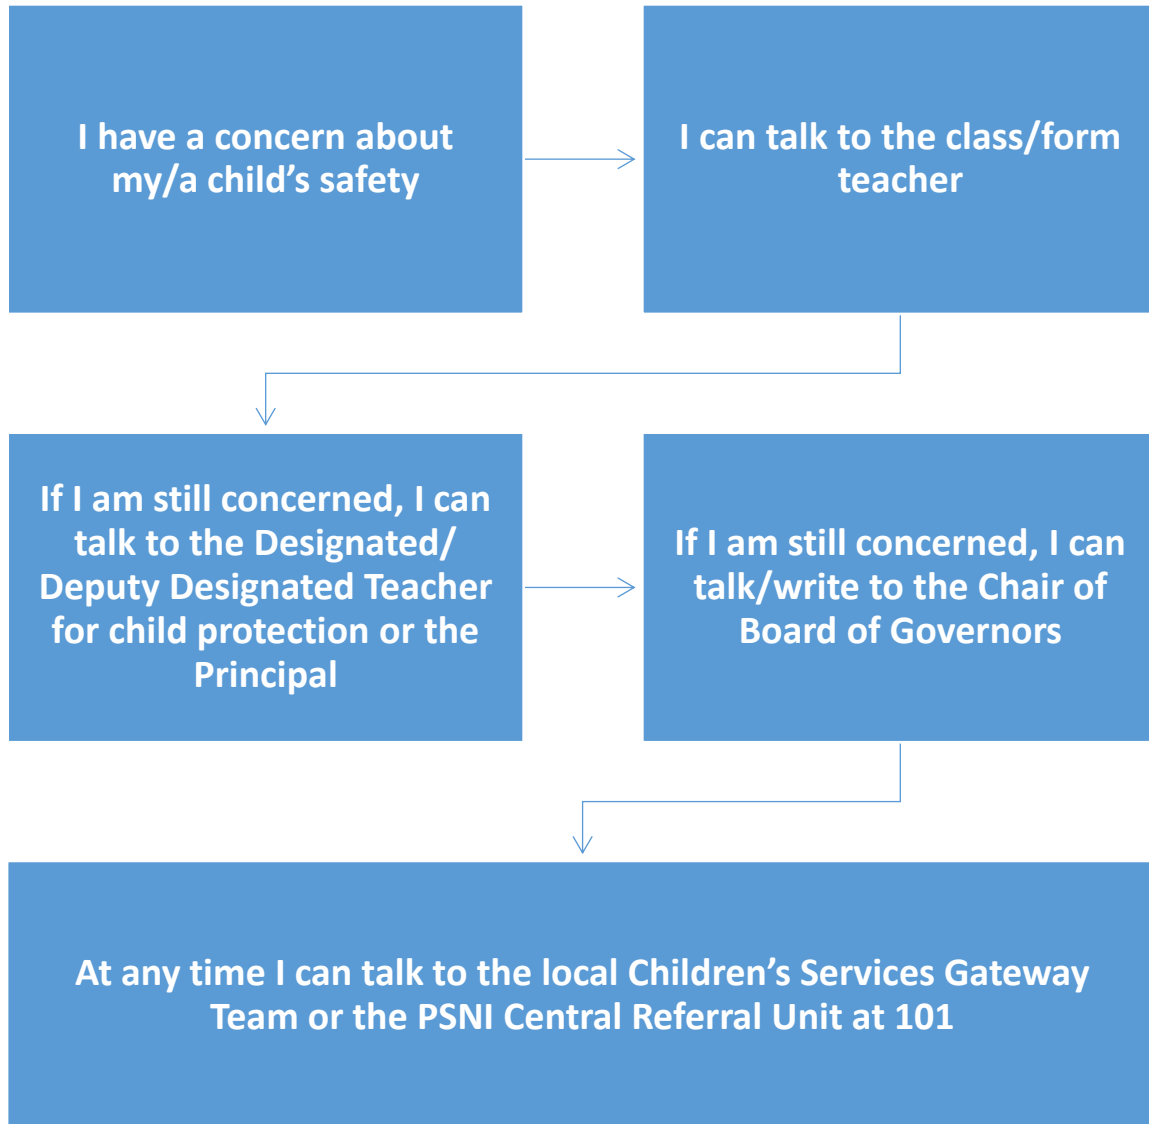 I have a concern about
my/a child’s safety
I can talk to the class/form
teacher
If I am still concerned, I can
talk to the Designated/
Deputy Designated Teacher
for child protection or the
Principal
If I am still concerned, I can
talk/write to the Chair of
Board of Governors
At any time I can talk to the local Children’s Services Gateway
Team or the PSNI Central Referral Unit at 101